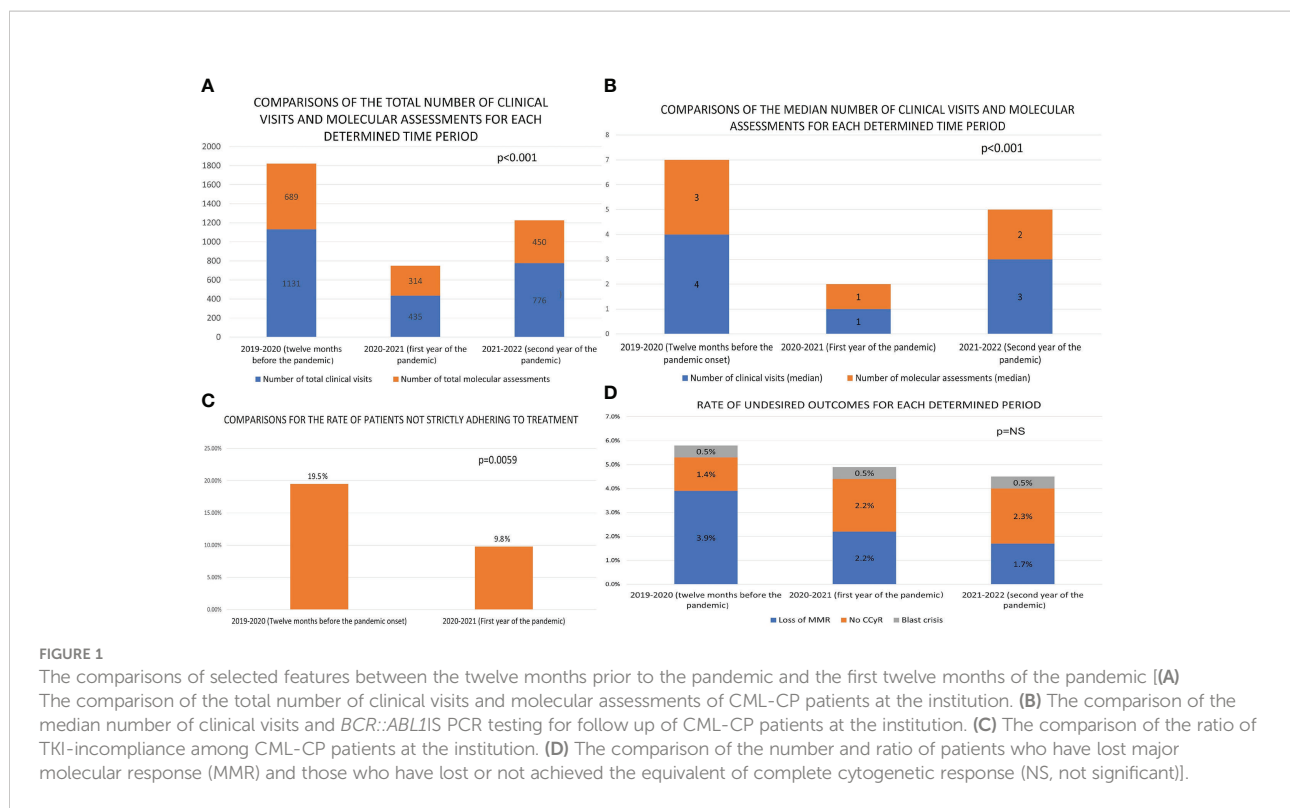 A
COMPARISONS OF THE TOTAL NUMBER OF CLINICAL
VISITS AND MOLECULAR ASSESSMENTS FOR EACH
DETERMINED TIME PERIOD
p<0.001
2000
1800
1600
1400
1200
1000
800
600
400
200
0
689
1131
314
435
450
776
2019-2020 (twelve months
before the pandemic)
2020-2021 (first year of the
pandemic)
2021-2022 (second year of the
pandemic)
Number of total clinical visits
Number of total molecular assessments
B
COMPARISONS OF THE MEDIAN NUMBER OF CLINICAL VISITS AND MOLECULAR
ASSESSMENTS FOR EACH DETERMINED TIME PERIOD
p<0.001
8
7
6
5
4
3
2
1
0
3
4
1
1
2
3
2019-2020 (Twelve months before the
pandemic onset)
2020-2021 (First year of the pandemic)
2021-2022 (Second year of the
pandemic)
Number of clinical visits (median)
Number of molecular assessments (median)
C
COMPARISONS FOR THE RATE OF PATIENTS NOT STRICTLY ADHERING TO TREATMENT
p=0.0059
25.00%
20.00%
15.00%
10.00%
5.00%
0.00%
19.5%
9.8%
2019-2020 (Twelve months before the pandemic onset)
2020-2021 (First year of the pandemic)
D
RATE OF UNDESIRED OUTCOMES FOR EACH DETERMINED PERIOD
p=NS
7.0%
6.0%
5.0%
4.0%
3.0%
2.0%
1.0%
0.0%
0.5%
1.4%
3.9%
0.5%
2.2%
2.2%
0.5%
2.3%
1.7%
2019-2020 (twelve months before the
pandemic)
2020-2021 (first year of the pandemic)
2021-2022 (second year of the
pandemic)
Loss of MMR
No CCyR
Blast crisis
FIGURE 1
The comparisons of selected features between the twelve months prior to the pandemic and the first twelve months of the pandemic [(A)
The comparison of the total number of clinical visits and molecular assessments of CML-CP patients at the institution. (B) The comparison of the
median number of clinical visits and BCR::ABL1IS PCR testing for follow up of CML-CP patients at the institution. (C) The comparison of the ratio of
TKI-incompliance among CML-CP patients at the institution. (D) The comparison of the number and ratio of patients who have lost major
molecular response (MMR) and those who have lost or not achieved the equivalent of complete cytogenetic response (NS, not significant)].